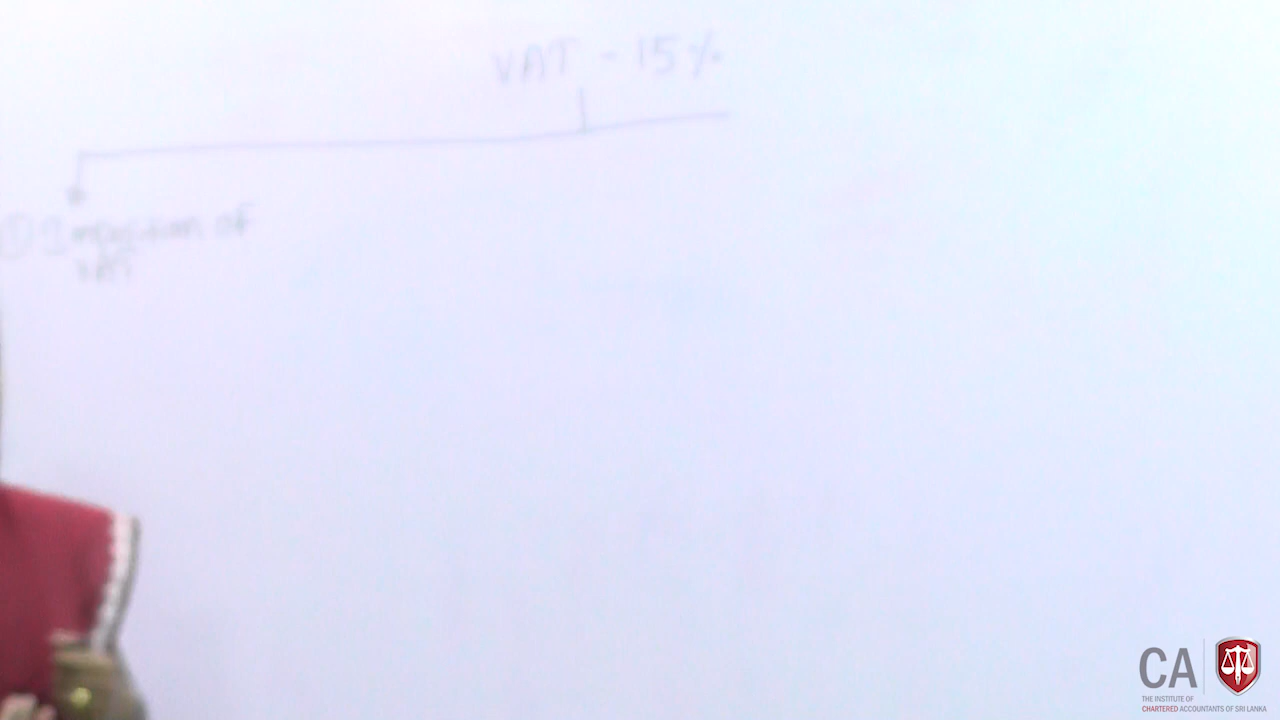 VAT - 15%
① Imposition of
VAT
CA
THE INSTITUTE OF
CHARTERED ACCOUNTANTS OF SRI LANKA